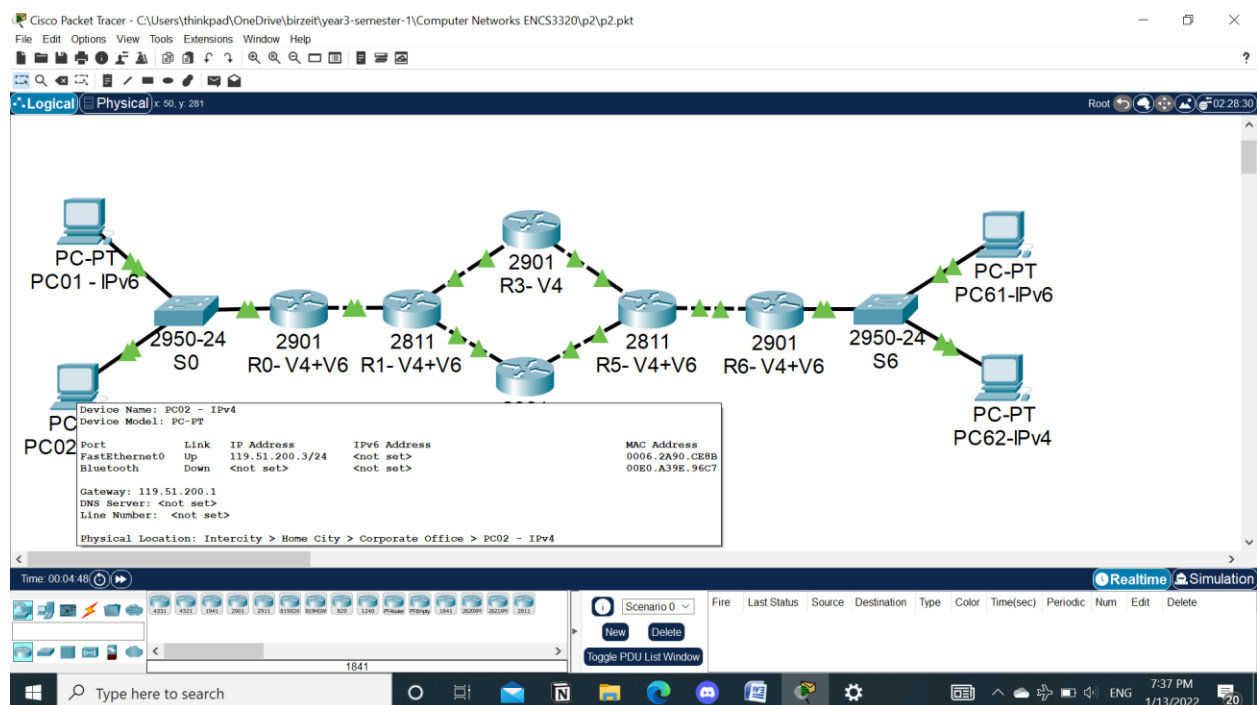 Cisco Packet Tracer - C:\Users\thinkpad\OneDrive\birzeit\year3-semester-1\Computer Networks ENCS3320\p2\p2.pkt
File Edit Options View Tools Extensions Window Help
?
Logical Physical x: 50, y: 281
Root 02:28:30
PC-PT
PC01 - IPv6
2950-24
S0
2901
R0- V4+V6
2811
R1- V4+V6
2901
R3- V4
2811
R5- V4+V6
2901
R6- V4+V6
2950-24
S6
PC-PT
PC61-IPv6
PC-PT
PC62-IPv4
PC
PC02
Device Name: PC02 - IPv4
Device Model: PC-PT
Port Link IP Address IPv6 Address MAC Address
FastEthernet0 Up 119.51.200.3/24 <not set> 0006.2A90.CE8B
Bluetooth Down <not set> <not set> 00E0.A39E.96C7
Gateway: 119.51.200.1
DNS Server: <not set>
Line Number: <not set>
Physical Location: Intercity > Home City > Corporate Office > PC02 - IPv4
Time: 00:04:48
Realtime Simulation
4331 4321 1941 2901 2911 819IOX 819HGW 829 1240 PT-Router PT-Empty 1841 2620XM 2621XM 2811
1841
Scenario 0
New Delete
Toggle PDU List Window
Fire Last Status Source Destination Type Color Time(sec) Periodic Num Edit Delete
Type here to search
ENG
7:37 PM
1/13/2022
20